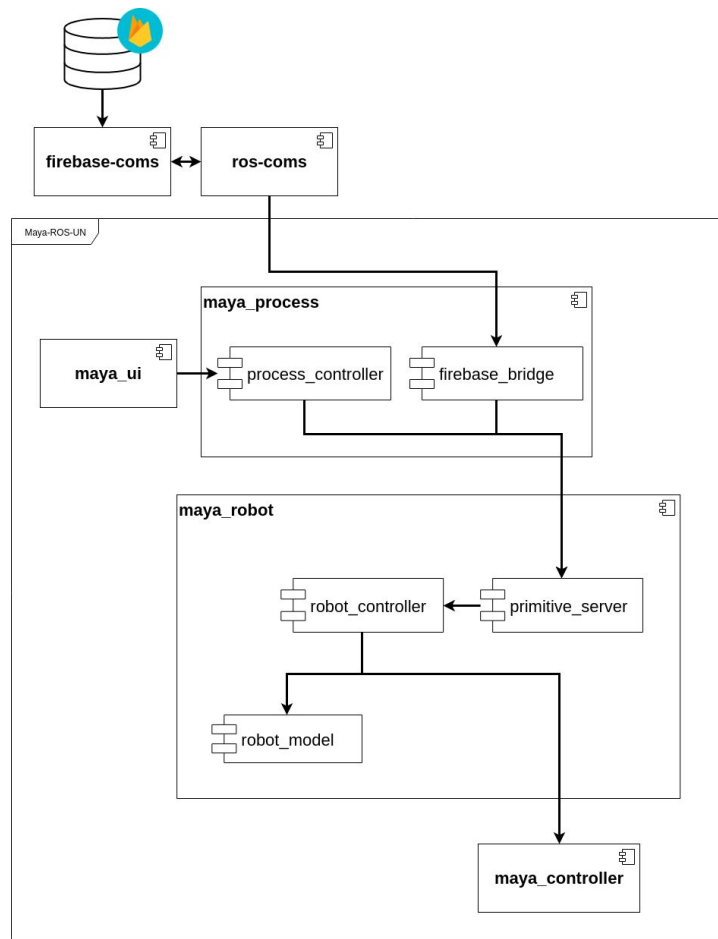 firebase-coms
ros-coms
Maya-ROS-UN
maya_process
maya_ui
process_controller
firebase_bridge
maya_robot
robot_controller
primitive_server
robot_model
maya_controller